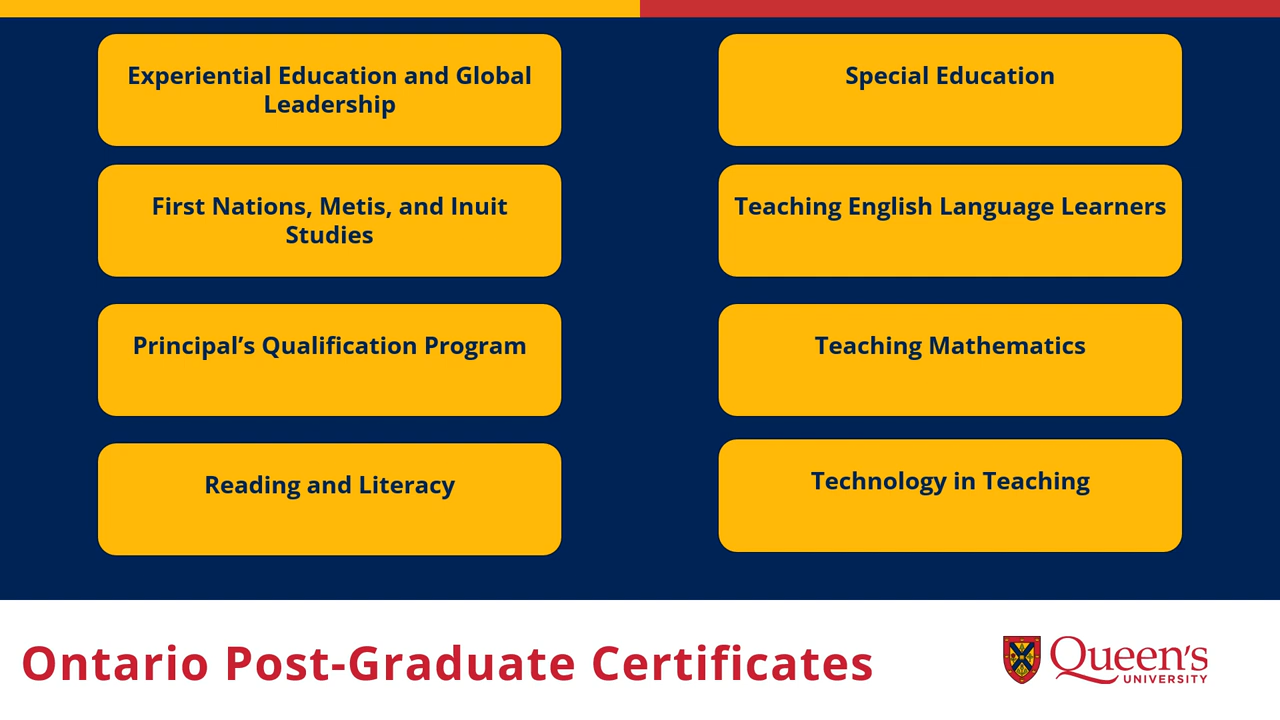 Experiential Education and Global
Leadership
Special Education
First Nations, Metis, and Inuit
Studies
Teaching English Language Learners
Principal’s Qualification Program
Teaching Mathematics
Reading and Literacy
Technology in Teaching
Ontario Post-Graduate Certificates
Queen's
UNIVERSITY